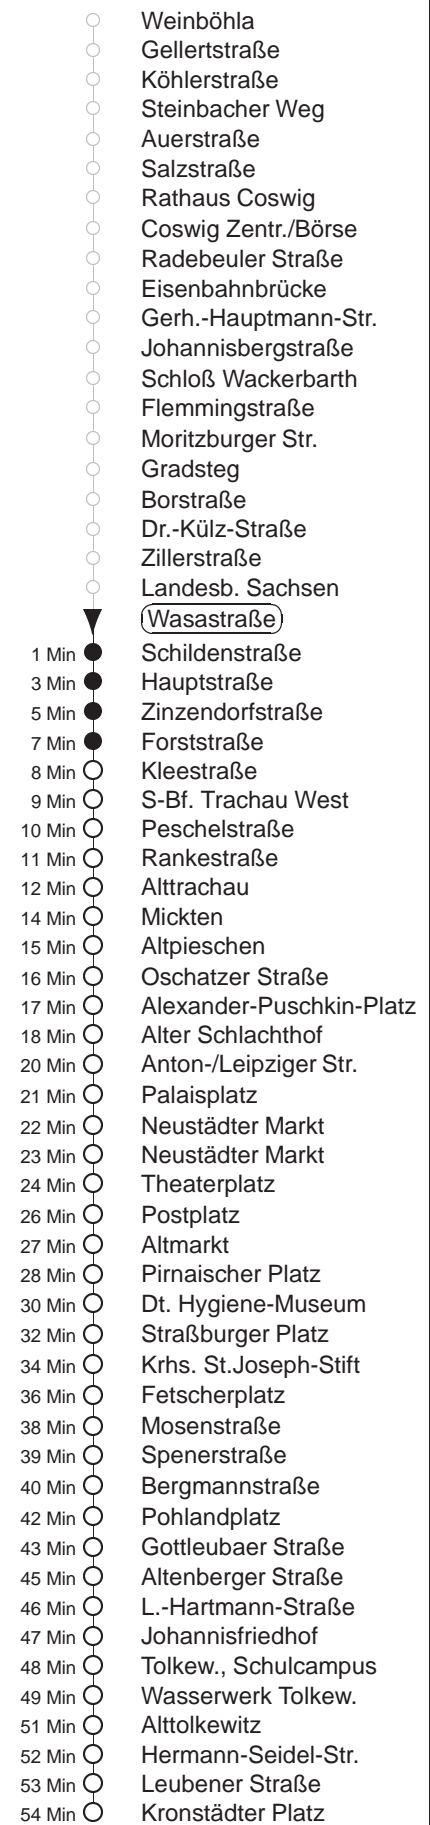 Weinböhla
Gellertstraße
Köhlerstraße
Steinbacher Weg
Auerstraße
Salzstraße
Rathaus Coswig
Coswig Zentr./Börse
Radebeuler Straße
Eisenbahnbrücke
Gerh.-Hauptmann-Str.
Johannisbergstraße
Schloß Wackerbarth
Flemmingstraße
Moritzburger Str.
Gradsteg
Borstraße
Dr.-Külz-Straße
Zillerstraße
Landesb. Sachsen
Wasastraße
1 Min Schildenstraße
3 Min Hauptstraße
5 Min Zinzendorfstraße
7 Min Forststraße
8 Min Kleestraße
9 Min S-Bf. Trachau West
10 Min Peschelstraße
11 Min Rankestraße
12 Min Alttrachau
14 Min Mickten
15 Min Altpieschen
16 Min Oschatzer Straße
17 Min Alexander-Puschkin-Platz
18 Min Alter Schlachthof
20 Min Anton-/Leipziger Str.
21 Min Palaisplatz
22 Min Neustädter Markt
23 Min Neustädter Markt
24 Min Theaterplatz
26 Min Postplatz
27 Min Altmarkt
28 Min Pirnaischer Platz
30 Min Dt. Hygiene-Museum
32 Min Straßburger Platz
34 Min Krhs. St.Joseph-Stift
36 Min Fetscherplatz
38 Min Mosenstraße
39 Min Spenerstraße
40 Min Bergmannstraße
42 Min Pohlandplatz
43 Min Gottleubaer Straße
45 Min Altenberger Straße
46 Min L.-Hartmann-Straße
47 Min Johannisfriedhof
48 Min Tolkew., Schulcampus
49 Min Wasserwerk Tolkew.
51 Min Alttolkewitz
52 Min Hermann-Seidel-Str.
53 Min Leubener Straße
54 Min Kronstädter Platz